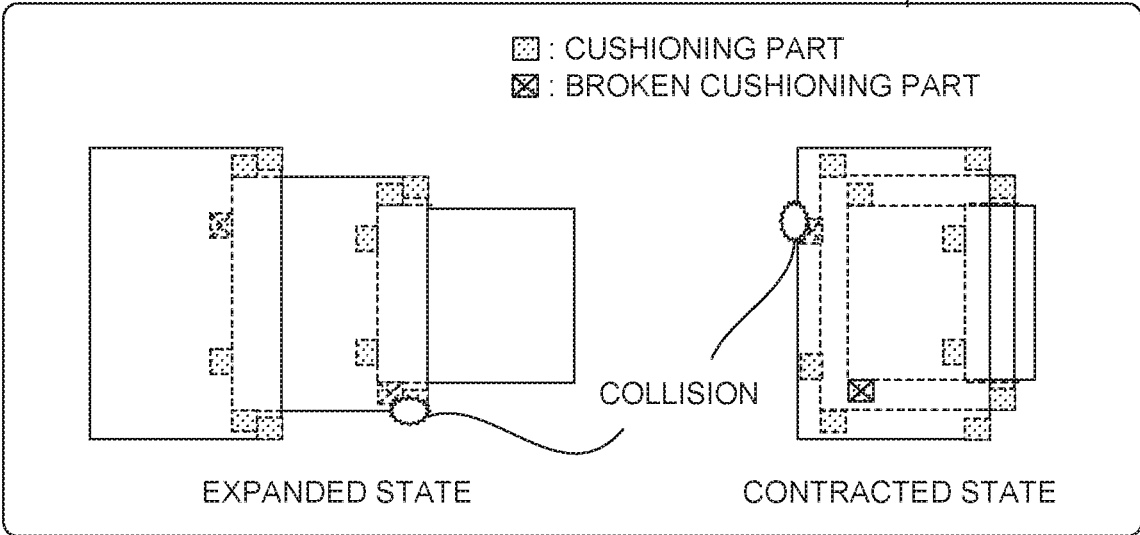 : CUSHIONING PART
: BROKEN CUSHIONING PART
COLLISION
EXPANDED STATE
CONTRACTED STATE